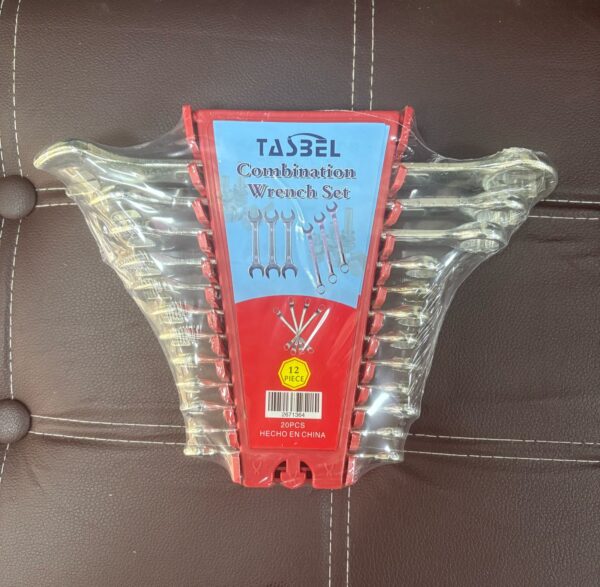 TASBEL
Combination
Wrench Set
12
PIECE
2671364
20PCS
HECHO EN CHINA